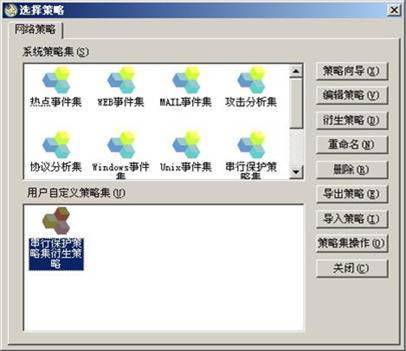 选择策略
网络策略
系统策略集(S)
热点事件集
WEB事件集
MAIL事件集
攻击分析集
协议分析集
Windows事件
集
Unix事件集
串行保护策
略集
用户自定义策略集(U)
串行保护策
略集衍生策
略
策略向导(Z)
编辑策略(V)
衍生策略(D)
重命名(N)
删除(R)
导出策略(E)
导入策略(I)
策略集操作(O)
关闭(C)